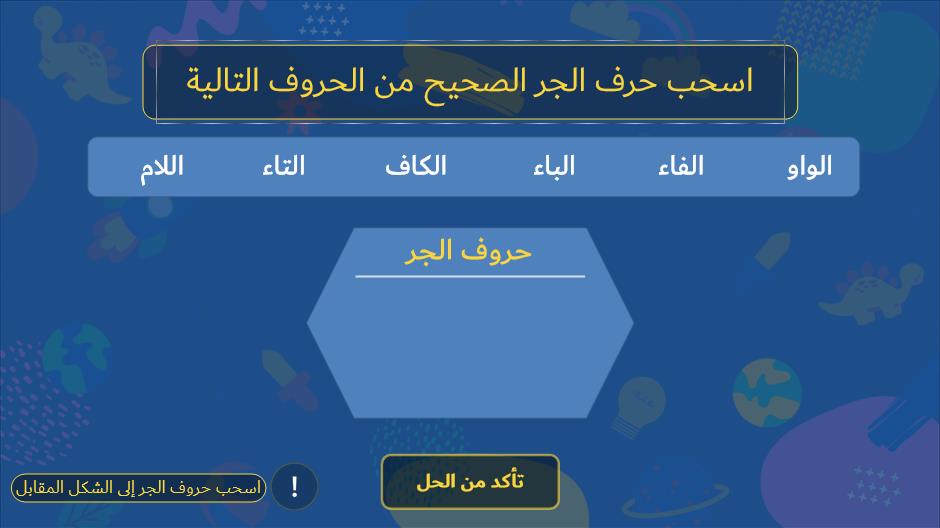 اسحب حرف الجر الصحيح من الحروف التالية
الواو الفاء الباء الكاف التاء اللام
حروف الجر
تأكد من الحل
!
اسحب حروف الجر إلى الشكل المقابل